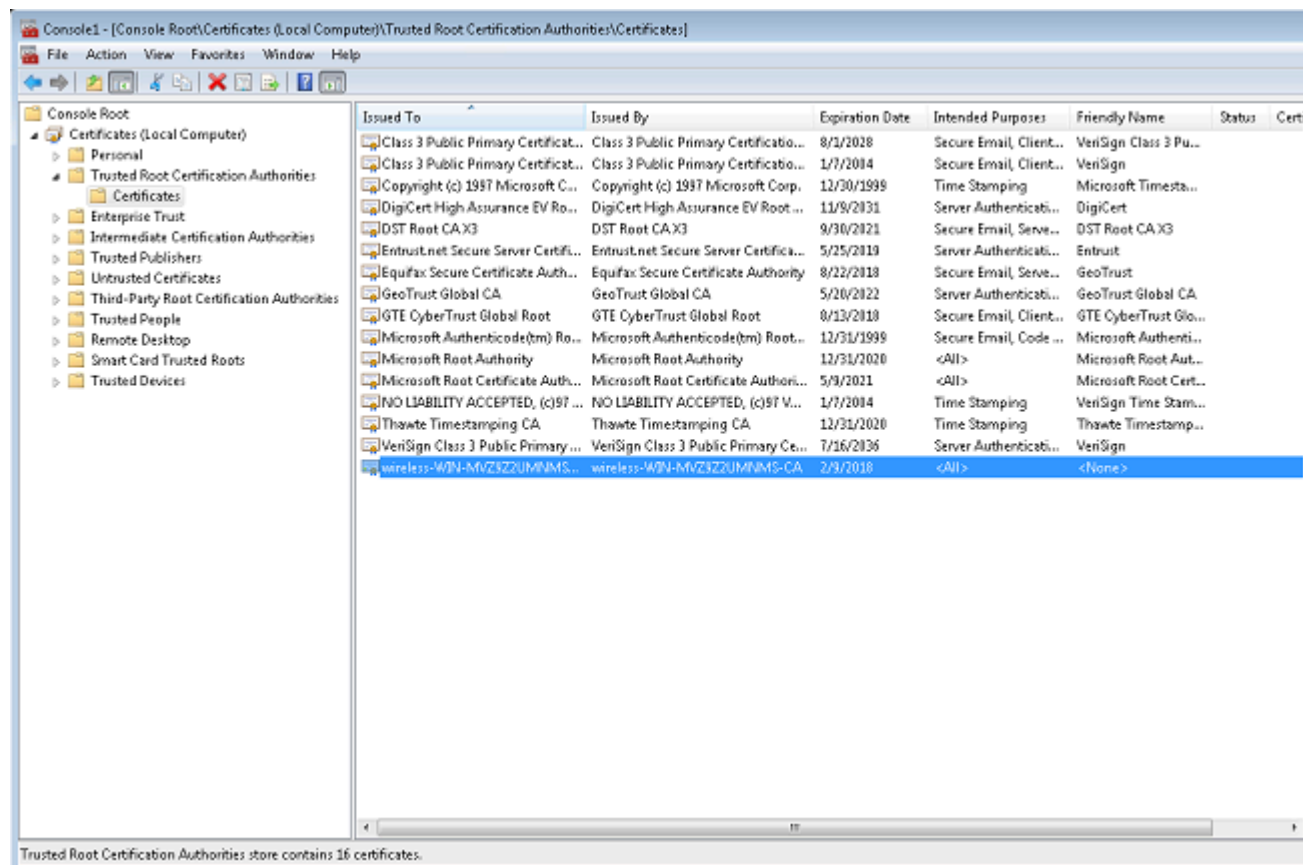 Console1 - [Console Root\Certificates (Local Computer)\Trusted Root Certification Authorities\Certificates]
File Action View Favorites Window Help
Console Root
Certificates (Local Computer)
Personal
Trusted Root Certification Authorities
Certificates
Enterprise Trust
Intermediate Certification Authorities
Trusted Publishers
Untrusted Certificates
Third-Party Root Certification Authorities
Trusted People
Remote Desktop
Smart Card Trusted Roots
Trusted Devices
Issued To Issued By Expiration Date Intended Purposes Friendly Name Status Cert
Class 3 Public Primary Certificat... Class 3 Public Primary Certificatio... 8/1/2028 Secure Email, Client... VeriSign Class 3 Pu...
Class 3 Public Primary Certificat... Class 3 Public Primary Certificatio... 1/7/2004 Secure Email, Client... VeriSign
Copyright (c) 1997 Microsoft C... Copyright (c) 1997 Microsoft Corp. 12/30/1999 Time Stamping Microsoft Timesta...
DigiCert High Assurance EV Ro... DigiCert High Assurance EV Root ... 11/9/2031 Server Authenticati... DigiCert
DST Root CA X3 DST Root CA X3 9/30/2021 Secure Email, Serve... DST Root CA X3
Entrust.net Secure Server Certifi... Entrust.net Secure Server Certifica... 5/25/2019 Server Authenticati... Entrust
Equifax Secure Certificate Auth... Equifax Secure Certificate Authority 8/22/2018 Secure Email, Serve... GeoTrust
GeoTrust Global CA GeoTrust Global CA 5/20/2022 Server Authenticati... GeoTrust Global CA
GTE CyberTrust Global Root GTE CyberTrust Global Root 8/13/2018 Secure Email, Client... GTE CyberTrust Glo...
Microsoft Authenticode(tm) Ro... Microsoft Authenticode(tm) Root... 12/31/1999 Secure Email, Code ... Microsoft Authenti...
Microsoft Root Authority Microsoft Root Authority 12/31/2020 <All> Microsoft Root Aut...
Microsoft Root Certificate Auth... Microsoft Root Certificate Authori... 5/9/2021 <All> Microsoft Root Cert...
NO LIABILITY ACCEPTED, (c)97 ... NO LIABILITY ACCEPTED, (c)97 V... 1/7/2004 Time Stamping VeriSign Time Stam...
Thawte Timestamping CA Thawte Timestamping CA 12/31/2020 Time Stamping Thawte Timestamp...
VeriSign Class 3 Public Primary ... VeriSign Class 3 Public Primary Ce... 7/16/2036 Server Authenticati... VeriSign
wireless-WIN-MVZ9Z2UMNMS... wireless-WIN-MVZ9Z2UMNMS-CA 2/9/2018 <All> <None>
Trusted Root Certification Authorities store contains 16 certificates.